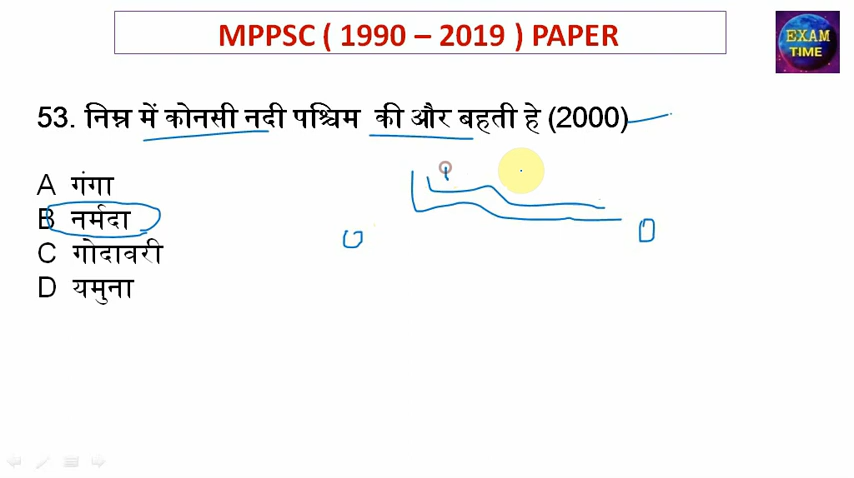 MPPSC ( 1990 – 2019 ) PAPER
EXAM
TIME
53. निम्न में कोनसी नदी पश्चिम की और बहती हे (2000)
A गंगा
B नर्मदा
C गोदावरी
D यमुना